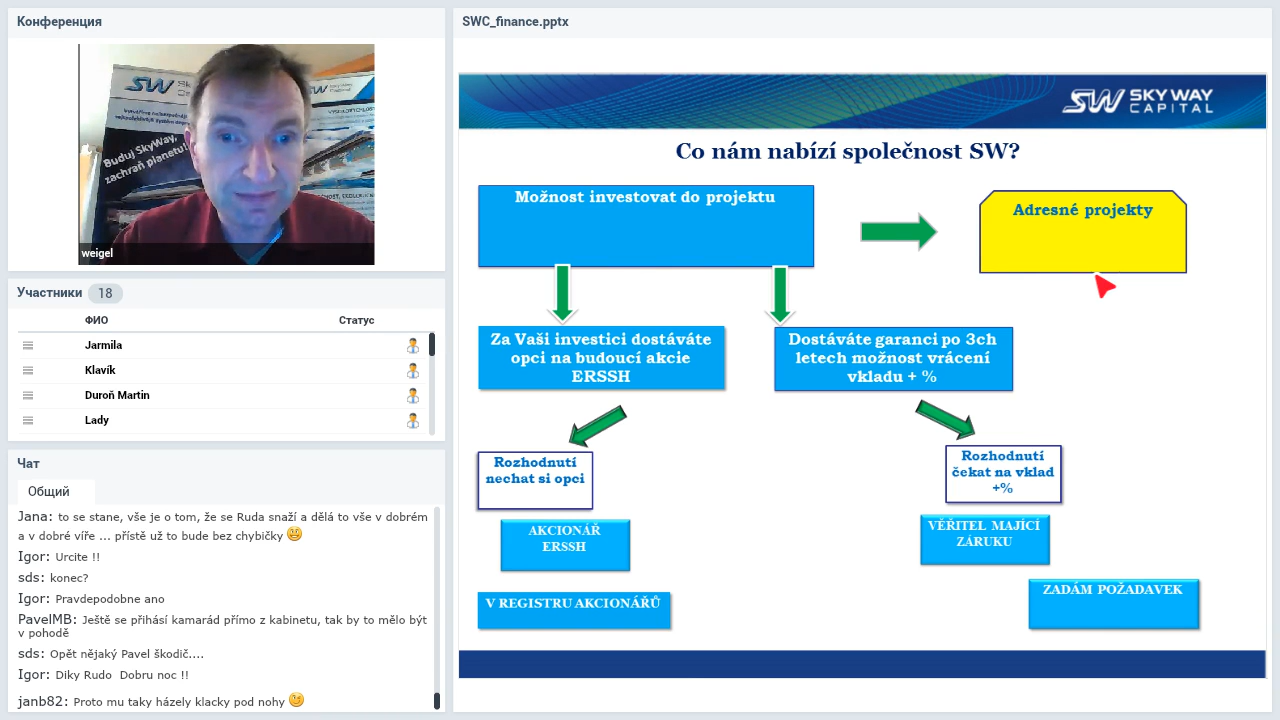 Конференция
SW
Buduj SkyWay,
zachraň planetu!
weigel
Участники 18
ФИО Статус
Jarmila
Klavík
Duroň Martin
Lady
Чат
Общий
Jana: to se stane, vše je o tom, že se Ruda snaží a dělá to vše v dobrém
a v dobré víře ... příště už to bude bez chybičky
Igor: Urcite !!
sds: konec?
Igor: Pravdepodobne ano
PavelMB: Ještě se přihásí kamarád přímo z kabinetu, tak by to mělo být
v pohodě
sds: Opět nějaký Pavel škodič....
Igor: Diky Rudo Dobru noc !!
janb82: Proto mu taky házely klacky pod nohy
SWC_finance.pptx
SW SKY WAY
CAPITAL
Co nám nabízí společnost SW?
Možnost investovat do projektu
Adresné projekty
Za Vaši investici dostáváte
opci na budoucí akcie
ERSSH
Dostáváte garanci po 3ch
letech možnost vrácení
vkladu + %
Rozhodnutí
nechat si opci
Rozhodnutí
čekat na vklad
+%
AKCIONÁŘ
ERSSH
VĚŘITEL MAJÍCÍ
ZÁRUKU
V REGISTRU AKCIONÁŘŮ
ZADÁM POŽADAVEK